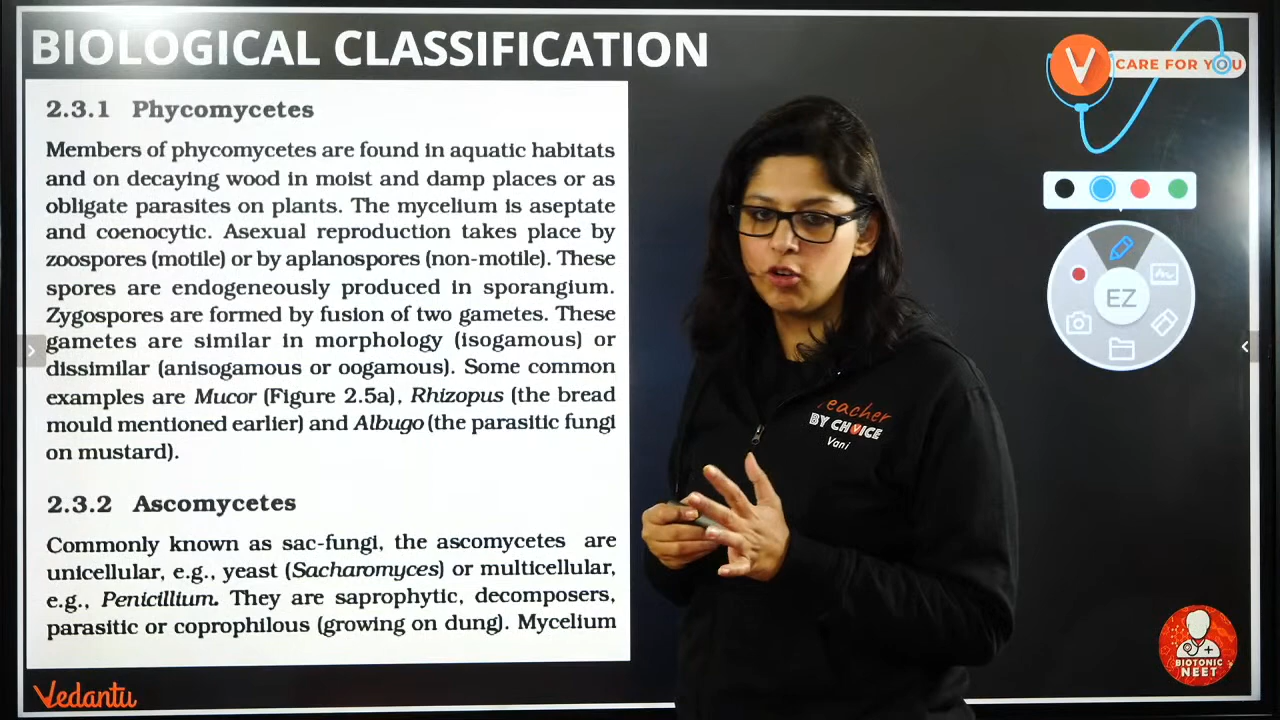 BIOLOGICAL CLASSIFICATION
V CARE FOR YOU
2.3.1 Phycomycetes
Members of phycomycetes are found in aquatic habitats
and on decaying wood in moist and damp places or as
obligate parasites on plants. The mycelium is aseptate
and coenocytic. Asexual reproduction takes place by
zoospores (motile) or by aplanospores (non-motile). These
spores are endogeneously produced in sporangium.
Zygospores are formed by fusion of two gametes. These
gametes are similar in morphology (isogamous) or
dissimilar (anisogamous or oogamous). Some common
examples are Mucor (Figure 2.5a), Rhizopus (the bread
mould mentioned earlier) and Albugo (the parasitic fungi
on mustard).
2.3.2 Ascomycetes
Commonly known as sac-fungi, the ascomycetes are
unicellular, e.g., yeast (Sacharomyces) or multicellular,
e.g., Penicillium. They are saprophytic, decomposers,
parasitic or coprophilous (growing on dung). Mycelium
EZ
Teacher
BY CHOICE
Vani
Vedantu
BIOTONIC
NEET